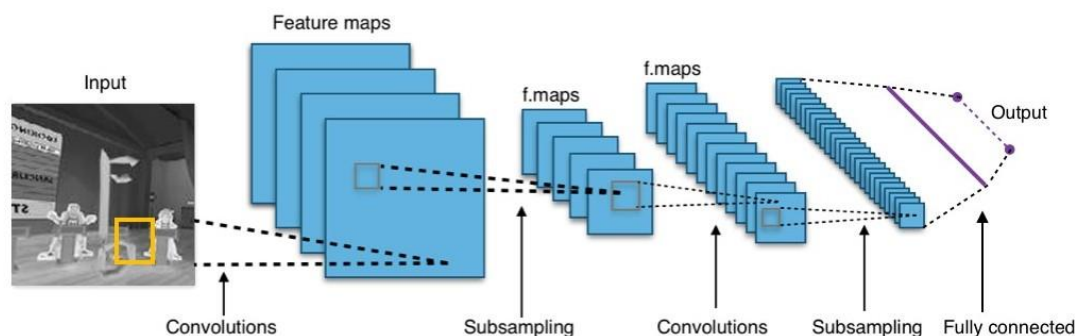 Feature maps
Input
f.maps
f.maps
Output
Convolutions
Subsampling
Convolutions
Subsampling
Fully connected